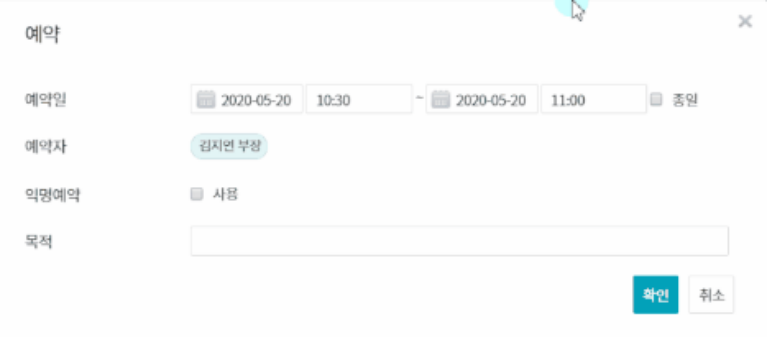 예약
예약일 2020-05-20 10:30 ~ 2020-05-20 11:00 종일
예약자 김지연 부장
익명예약 사용
목적
확인 취소